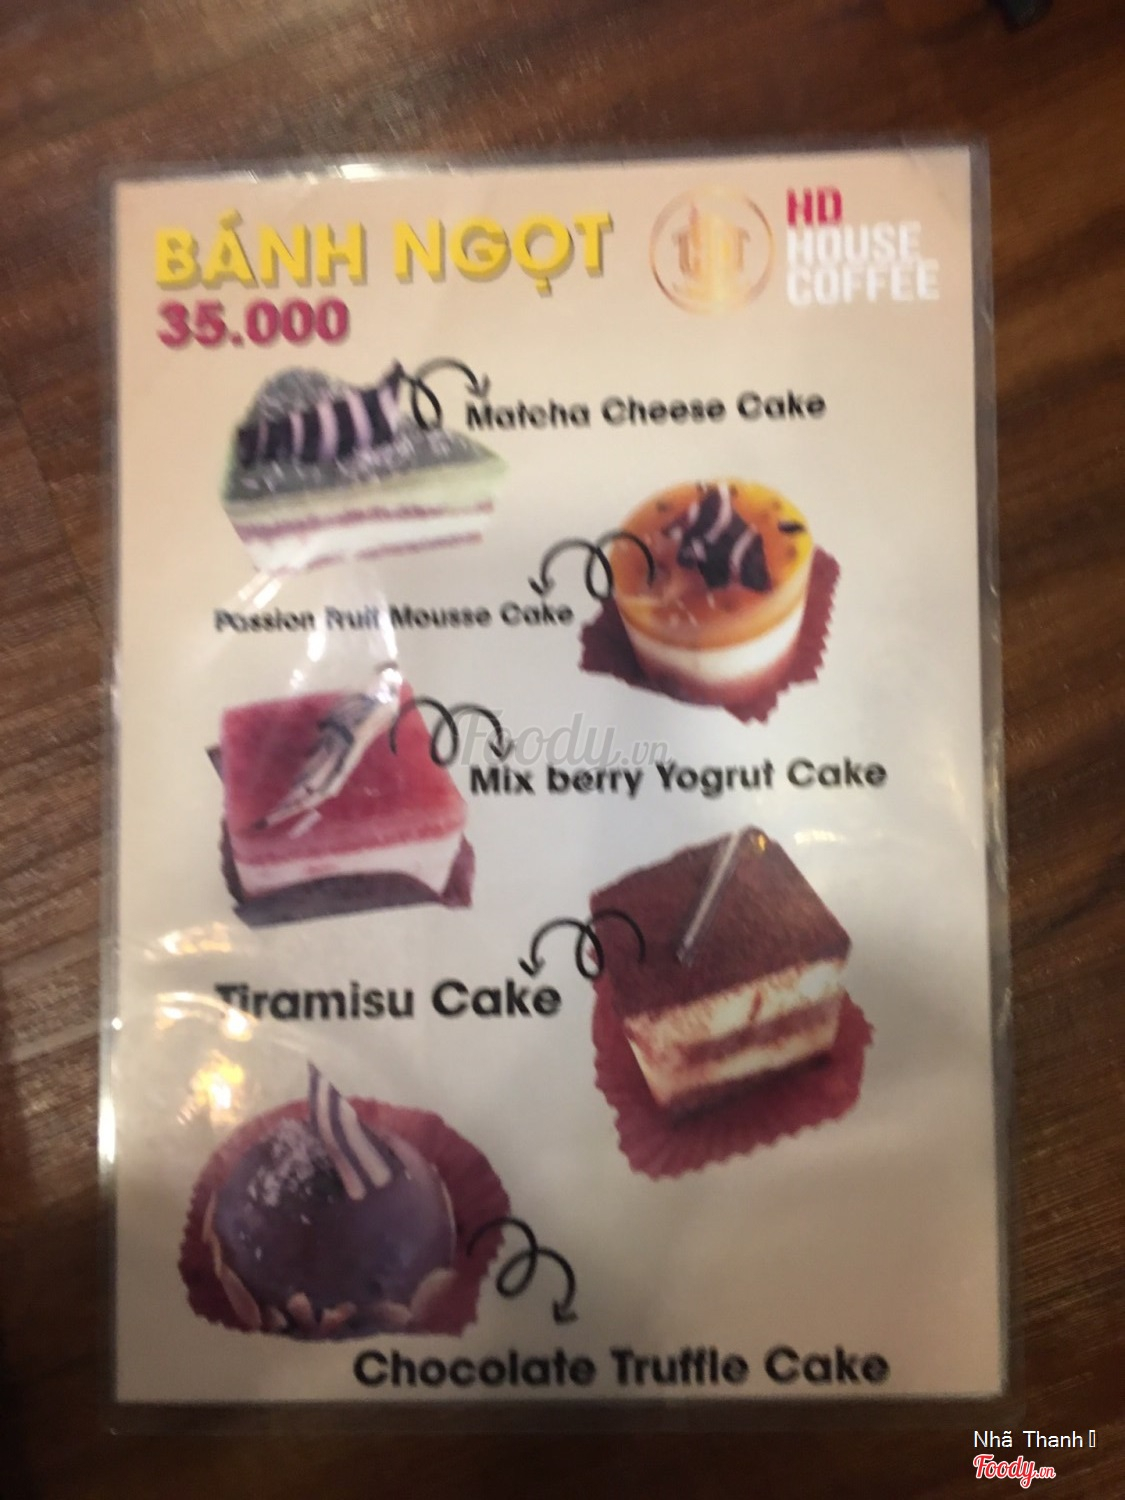 BÁNH NGỌT
35.000
HD
HOUSE
COFFEE
Matcha Cheese Cake
Passion Fruit Mousse Cake
Foody.vn
Mix berry Yogrut Cake
Tiramisu Cake
Chocolate Truffle Cake
Nhã Thanh
Foody.vn